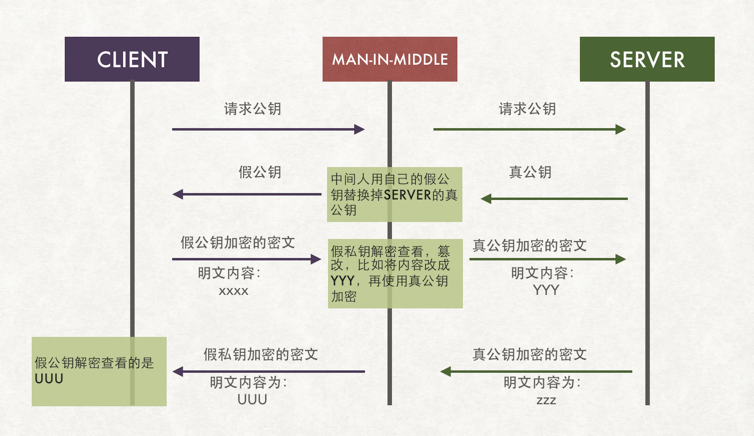 CLIENT
MAN-IN-MIDDLE
SERVER
请求公钥
请求公钥
假公钥
中间人用自己的假公
钥替换掉SERVER的真
公钥
真公钥
假公钥加密的密文
明文内容：
xxxx
假私钥解密查看，篡
改，比如将内容改成
YYY，再使用真公钥
加密
真公钥加密的密文
明文内容：
YYY
假公钥解密查看的是
UUU
假私钥加密的密文
明文内容为：
UUU
真公钥加密的密文
明文内容为：
zzz